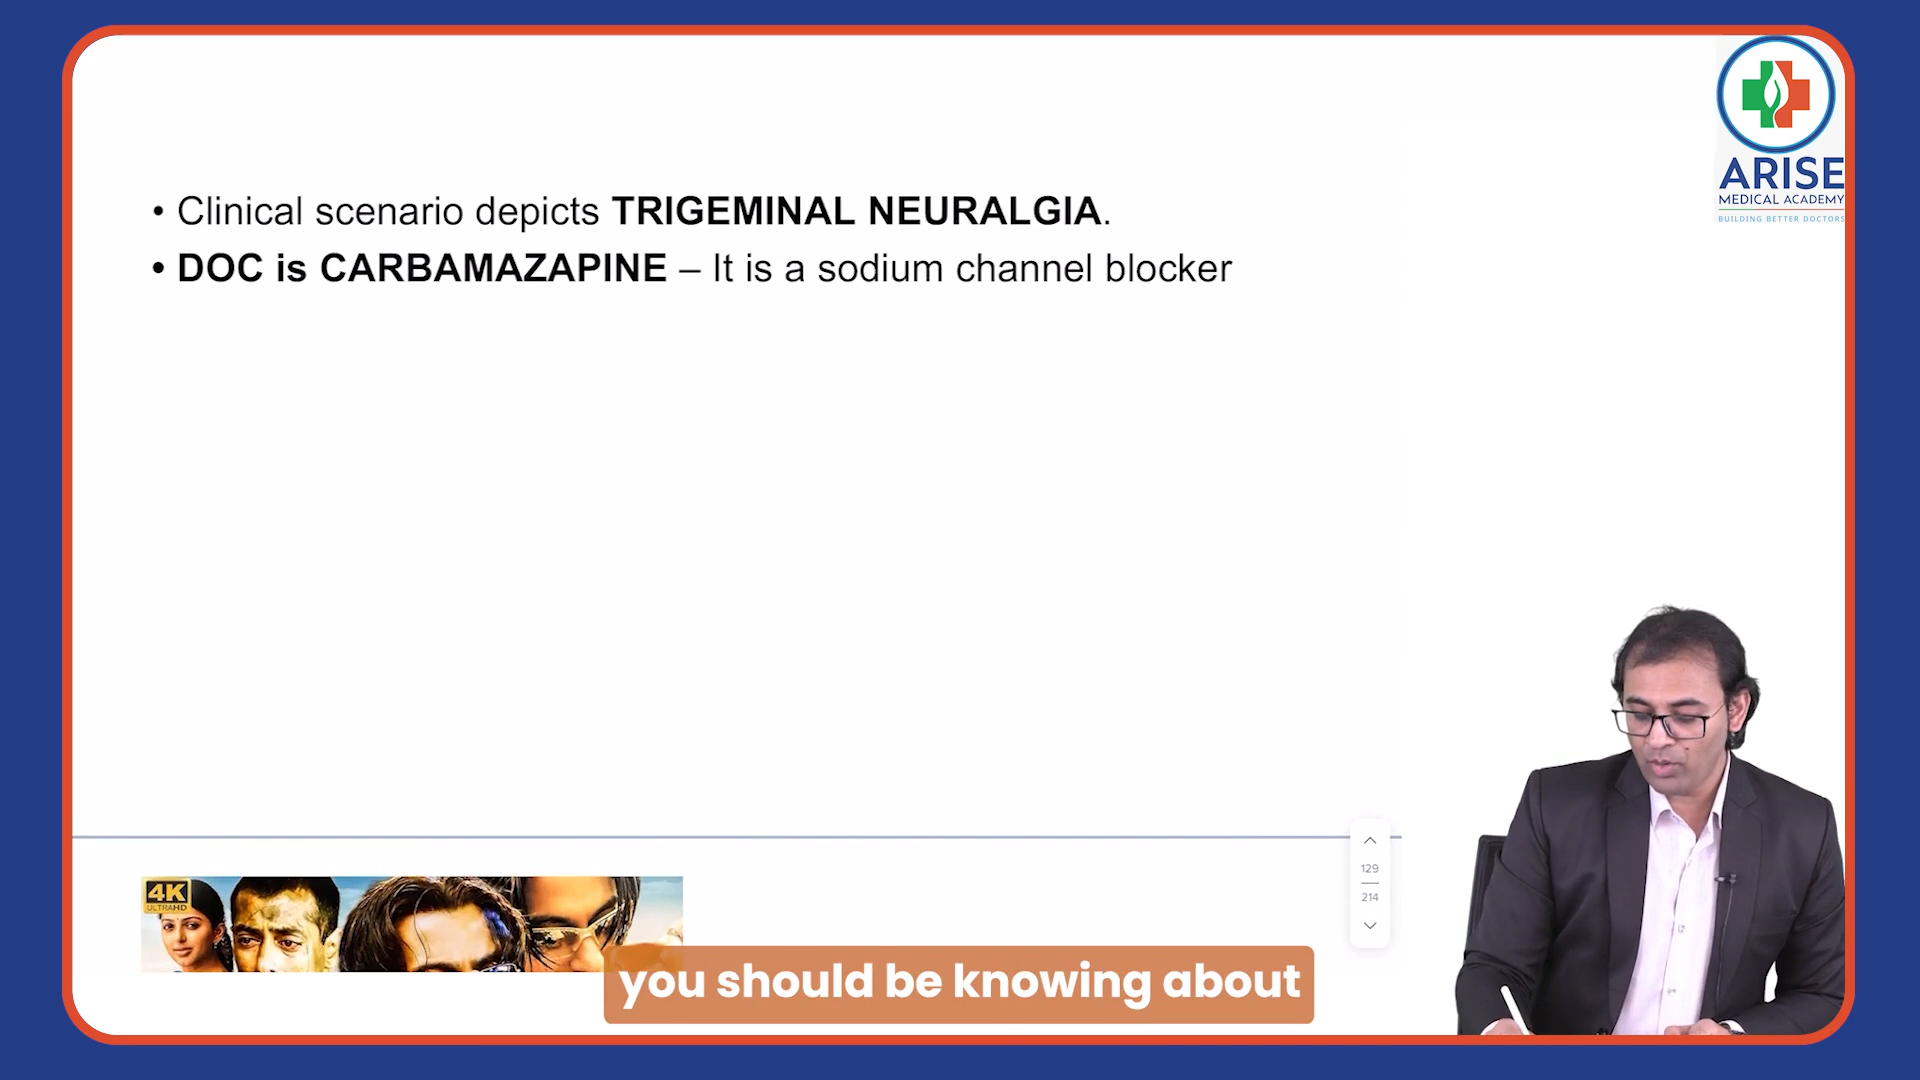 ARISE
MEDICAL ACADEMY
BUILDING BETTER DOCTORS
• Clinical scenario depicts TRIGEMINAL NEURALGIA.
• DOC is CARBAMAZAPINE – It is a sodium channel blocker
129
214
4K
ULTRAHD
you should be knowing about